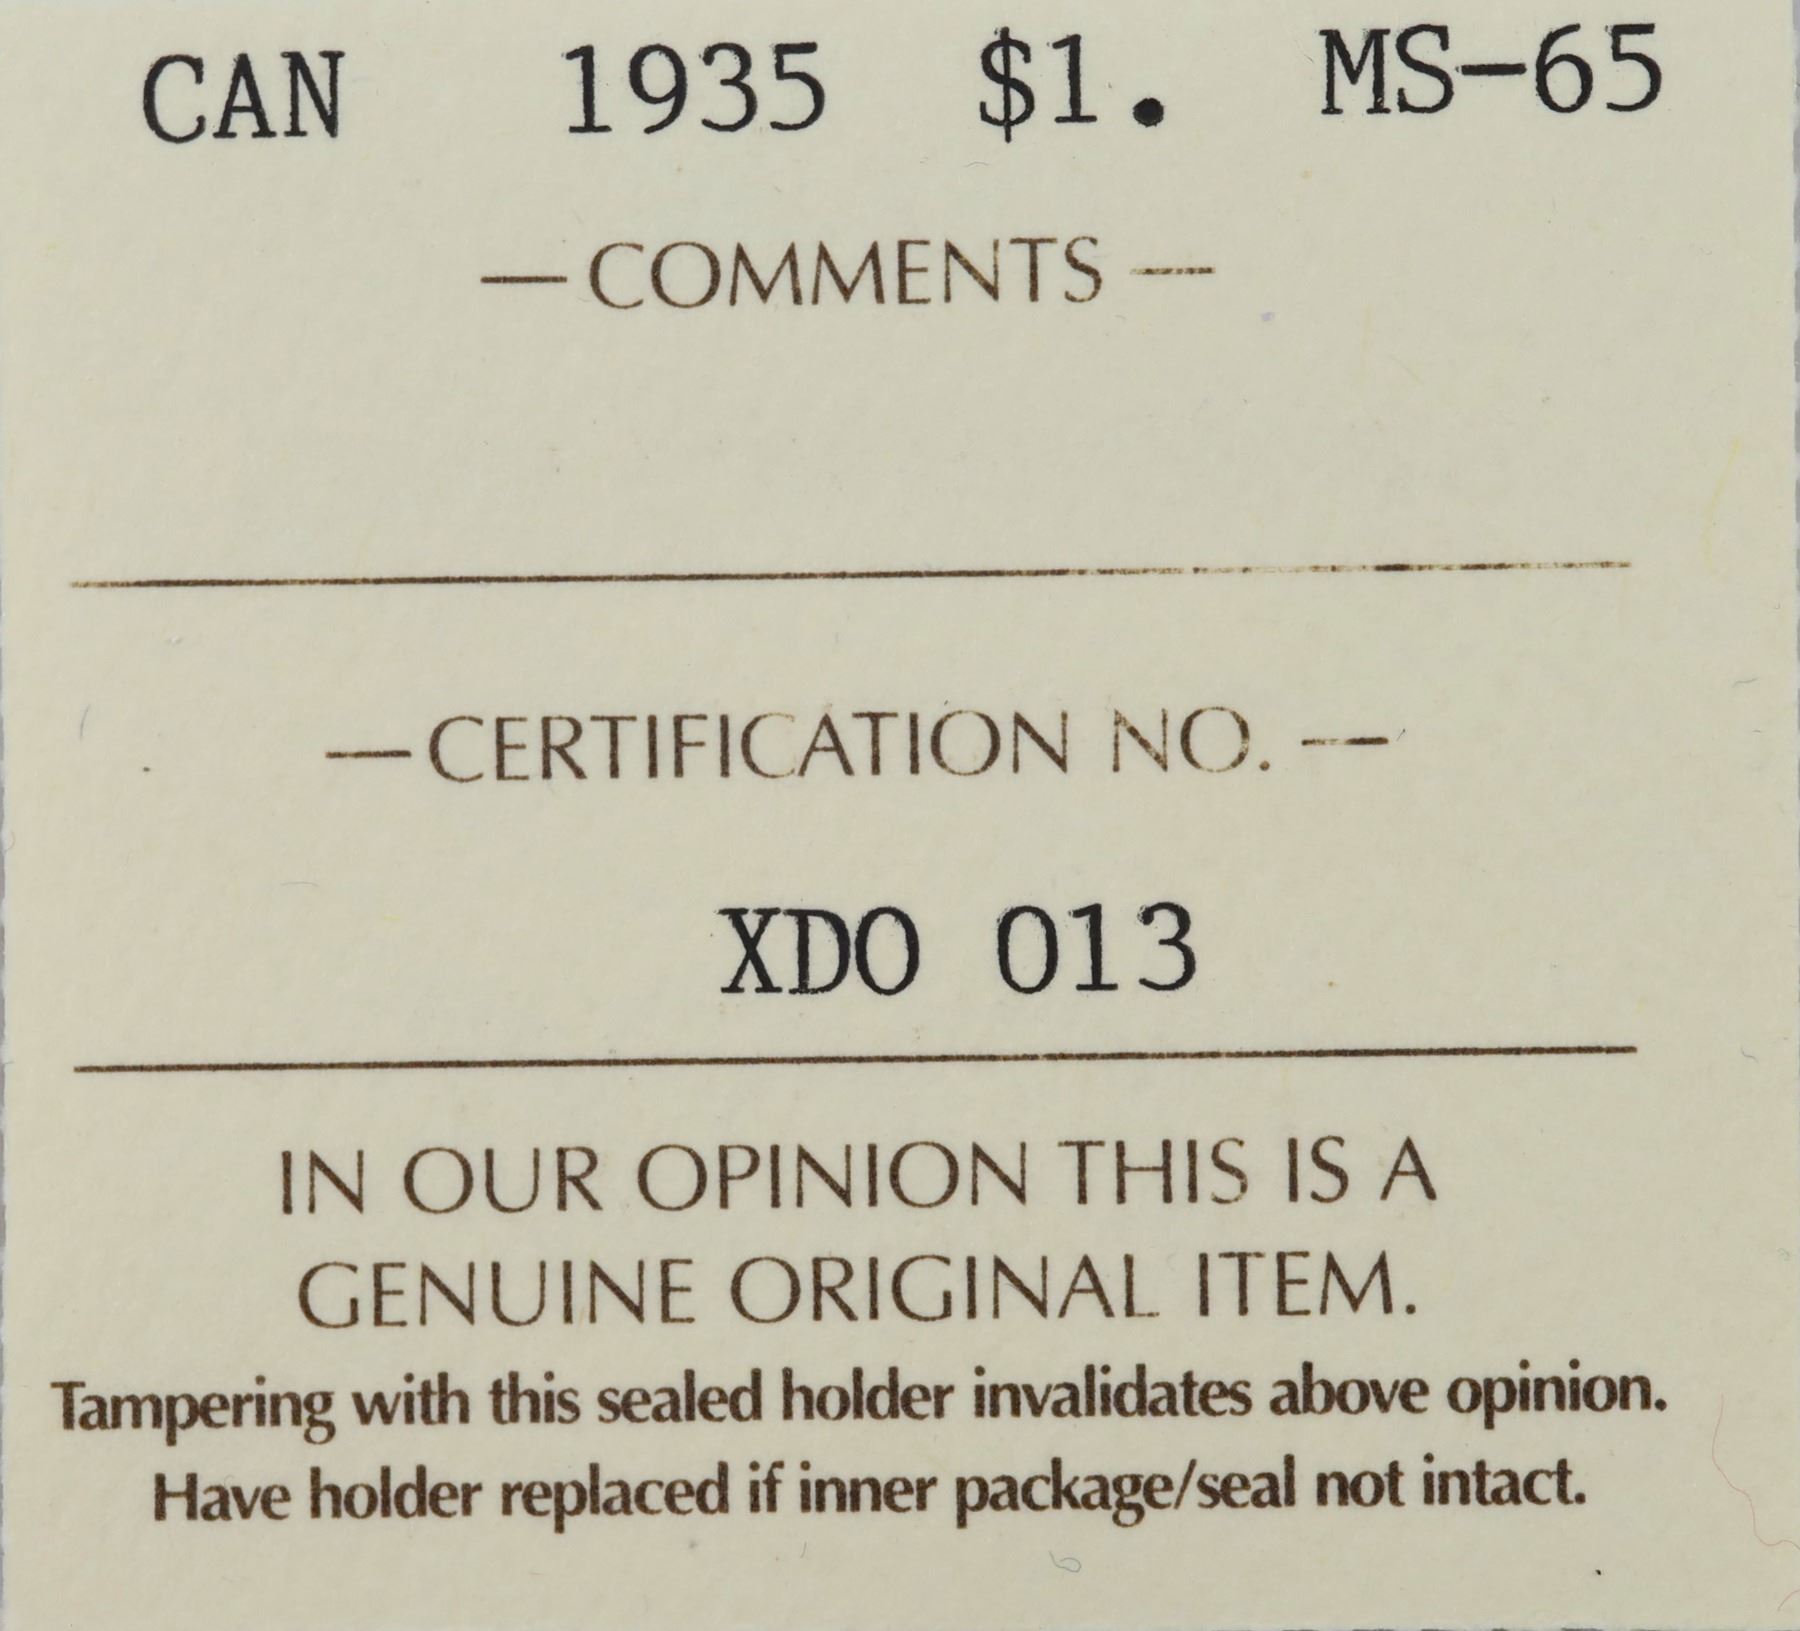 CAN 1935 $1. MS-65
—COMMENTS—
—CERTIFICATION NO.—
XDO 013
IN OUR OPINION THIS IS A
GENUINE ORIGINAL ITEM.
Tampering with this sealed holder invalidates above opinion.
Have holder replaced if inner package/seal not intact.